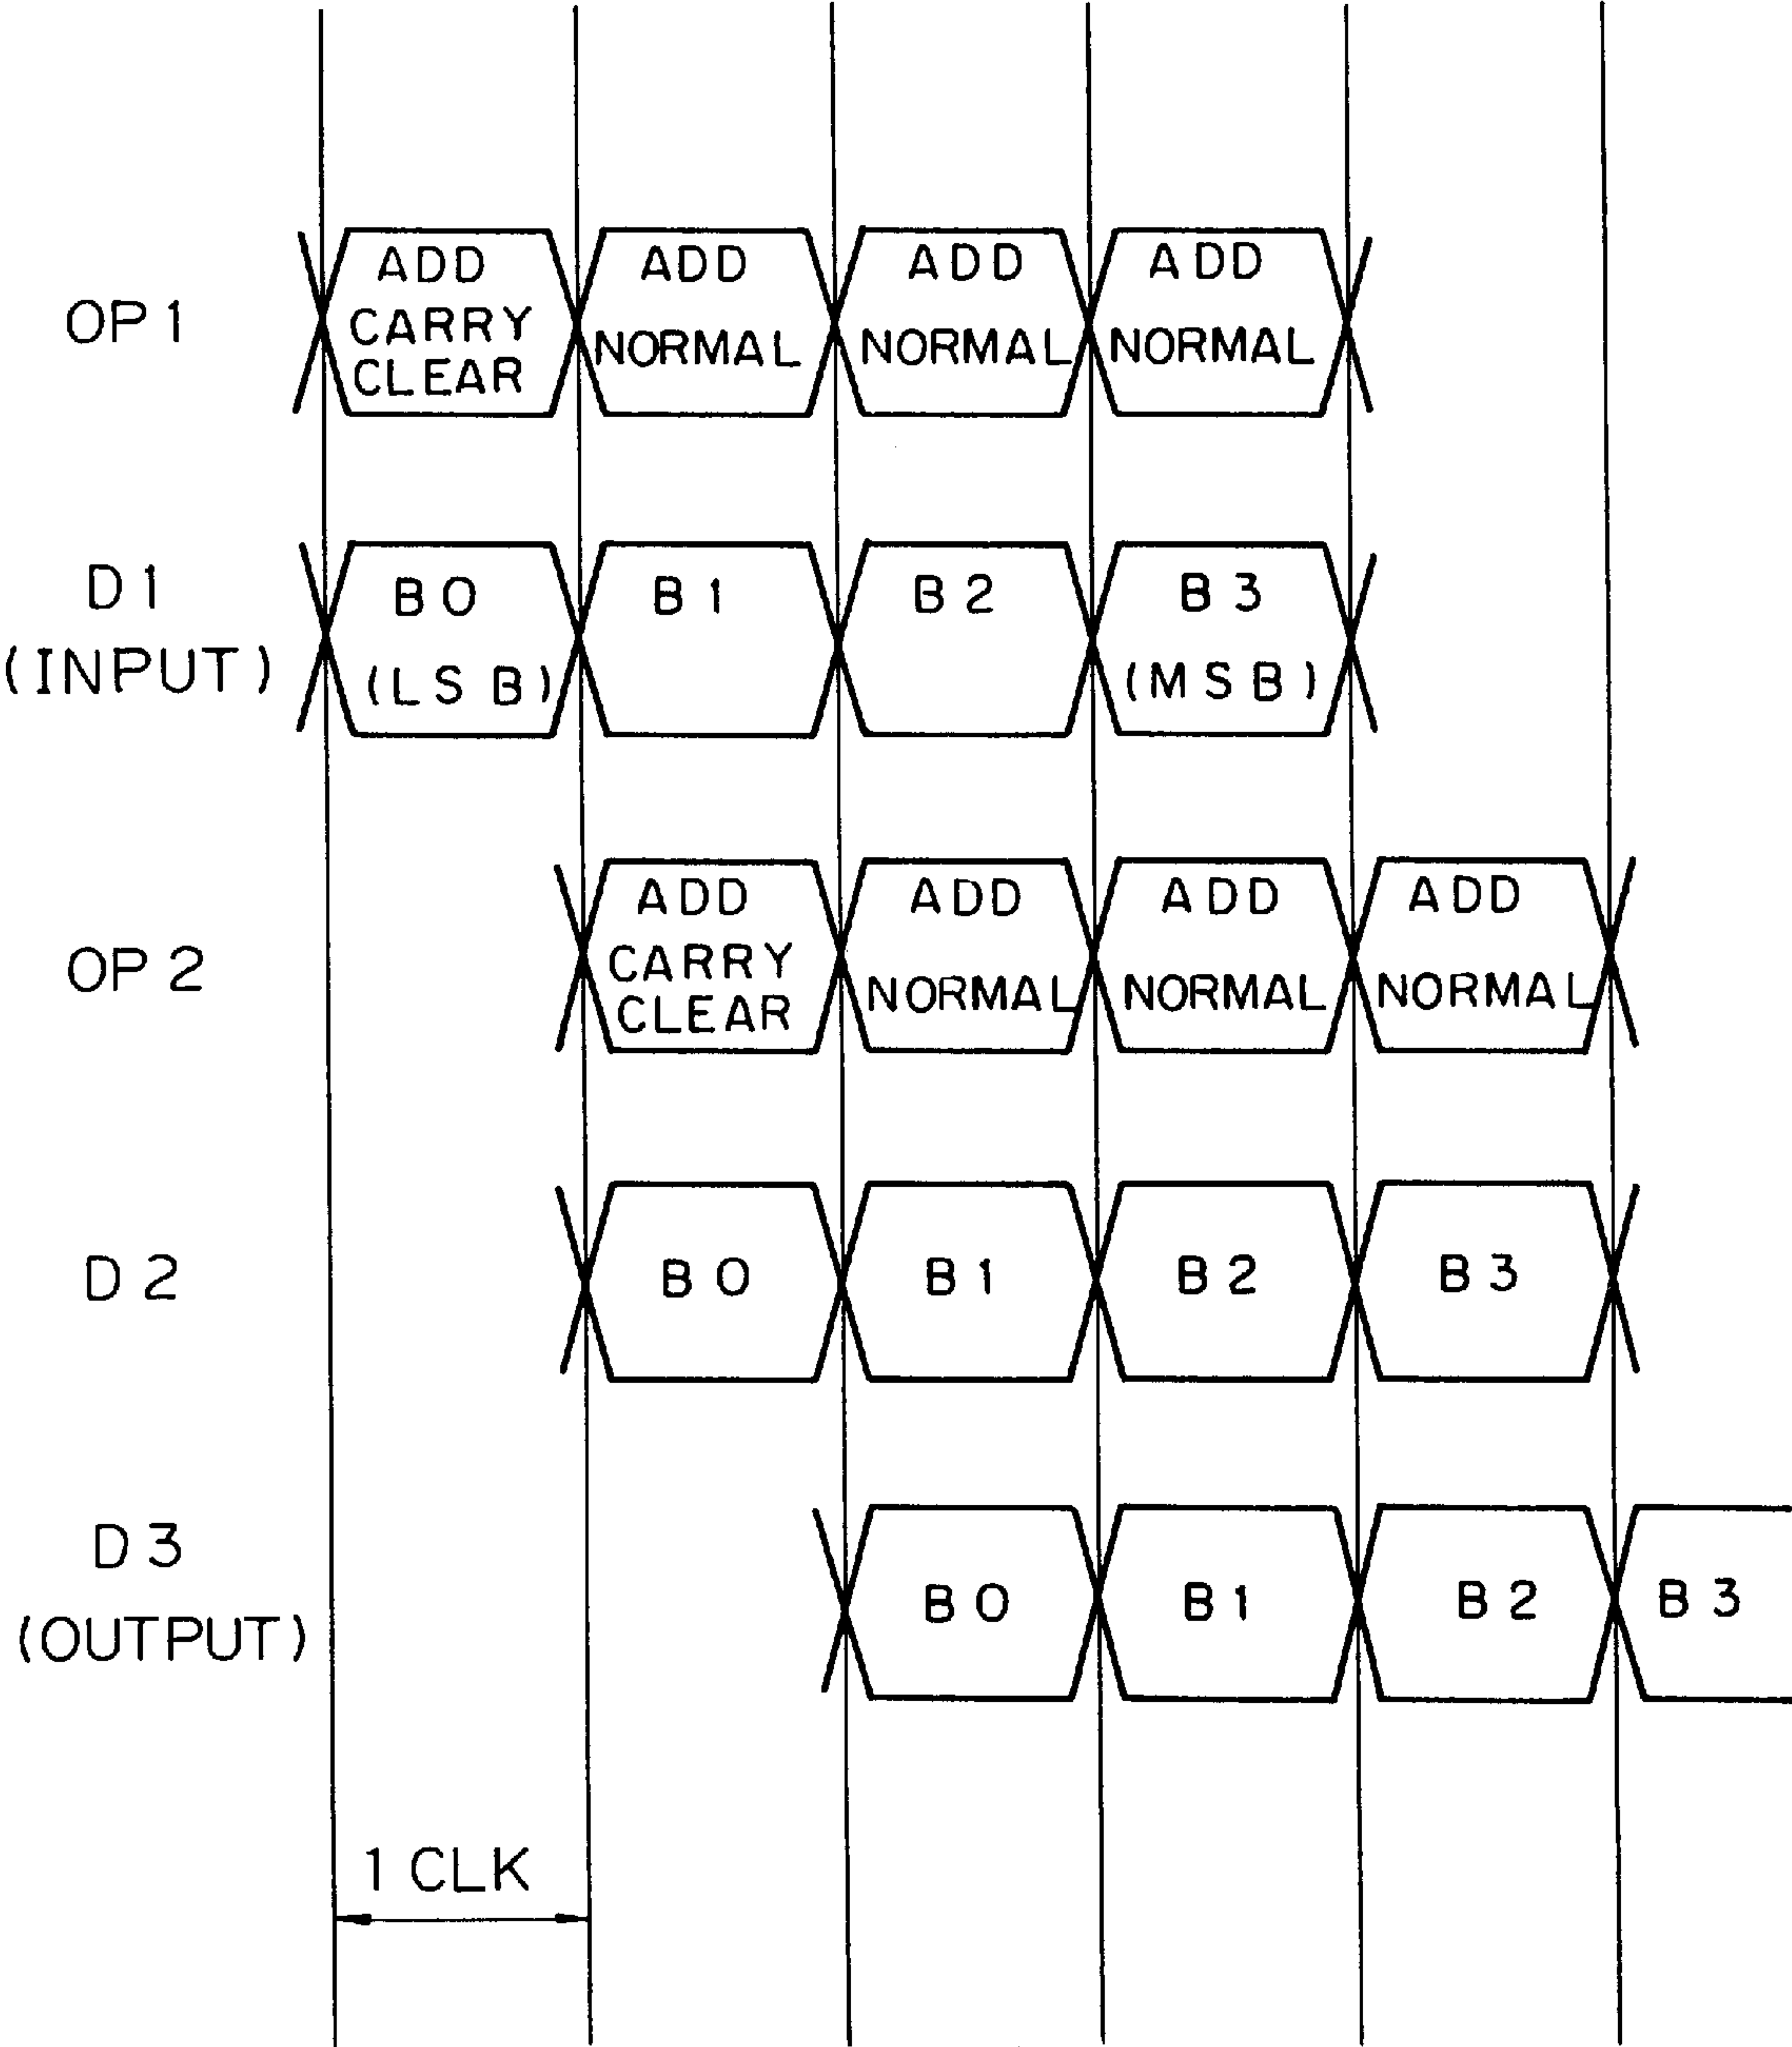 OP 1
ADD
CARRY
CLEAR
ADD
NORMAL
ADD
NORMAL
ADD
NORMAL
D 1
(INPUT)
B 0
(LSB)
B 1
B 2
B 3
(MSB)
OP 2
ADD
CARRY
CLEAR
ADD
NORMAL
ADD
NORMAL
ADD
NORMAL
D 2
B 0
B 1
B 2
B 3
D 3
(OUTPUT)
B 0
B 1
B 2
B 3
1 CLK